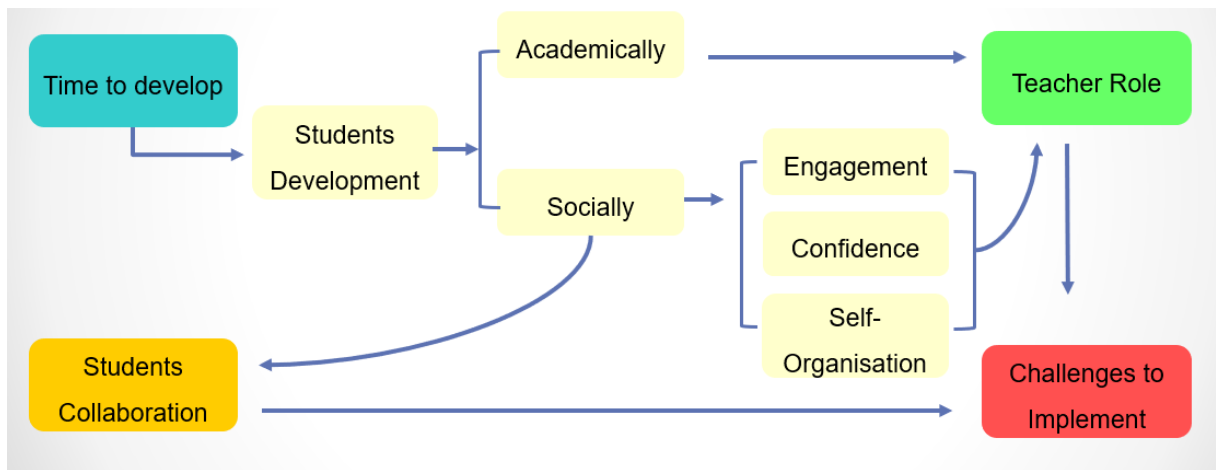 Time to develop
Students
Development
Academically
Socially
Engagement
Confidence
Self-
Organisation
Teacher Role
Students
Collaboration
Challenges to
Implement